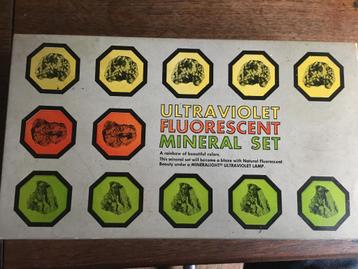 ULTRAVIOLET
FLUORESCENT
MINERAL SET
A rainbow of beautiful colors.
This mineral set will become a blaze with Natural Fluorescent
Beauty under a MINERALIGHT® ULTRAVIOLET LAMP.